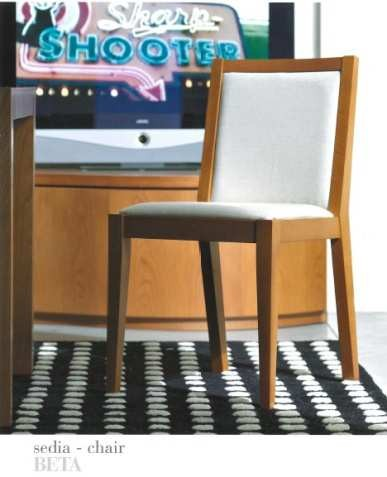 Sharp-
SHOOTER
sedia - chair
BETA